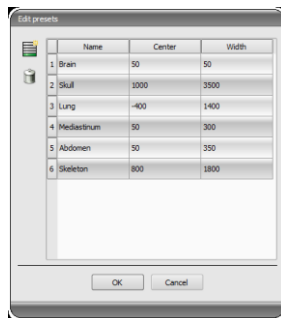 Edit presets
Name Center Width
1 Brain 50 50
2 Skull 1000 3500
3 Lung -400 1400
4 Mediastinum 50 300
5 Abdomen 50 350
6 Skeleton 800 1800
OK Cancel